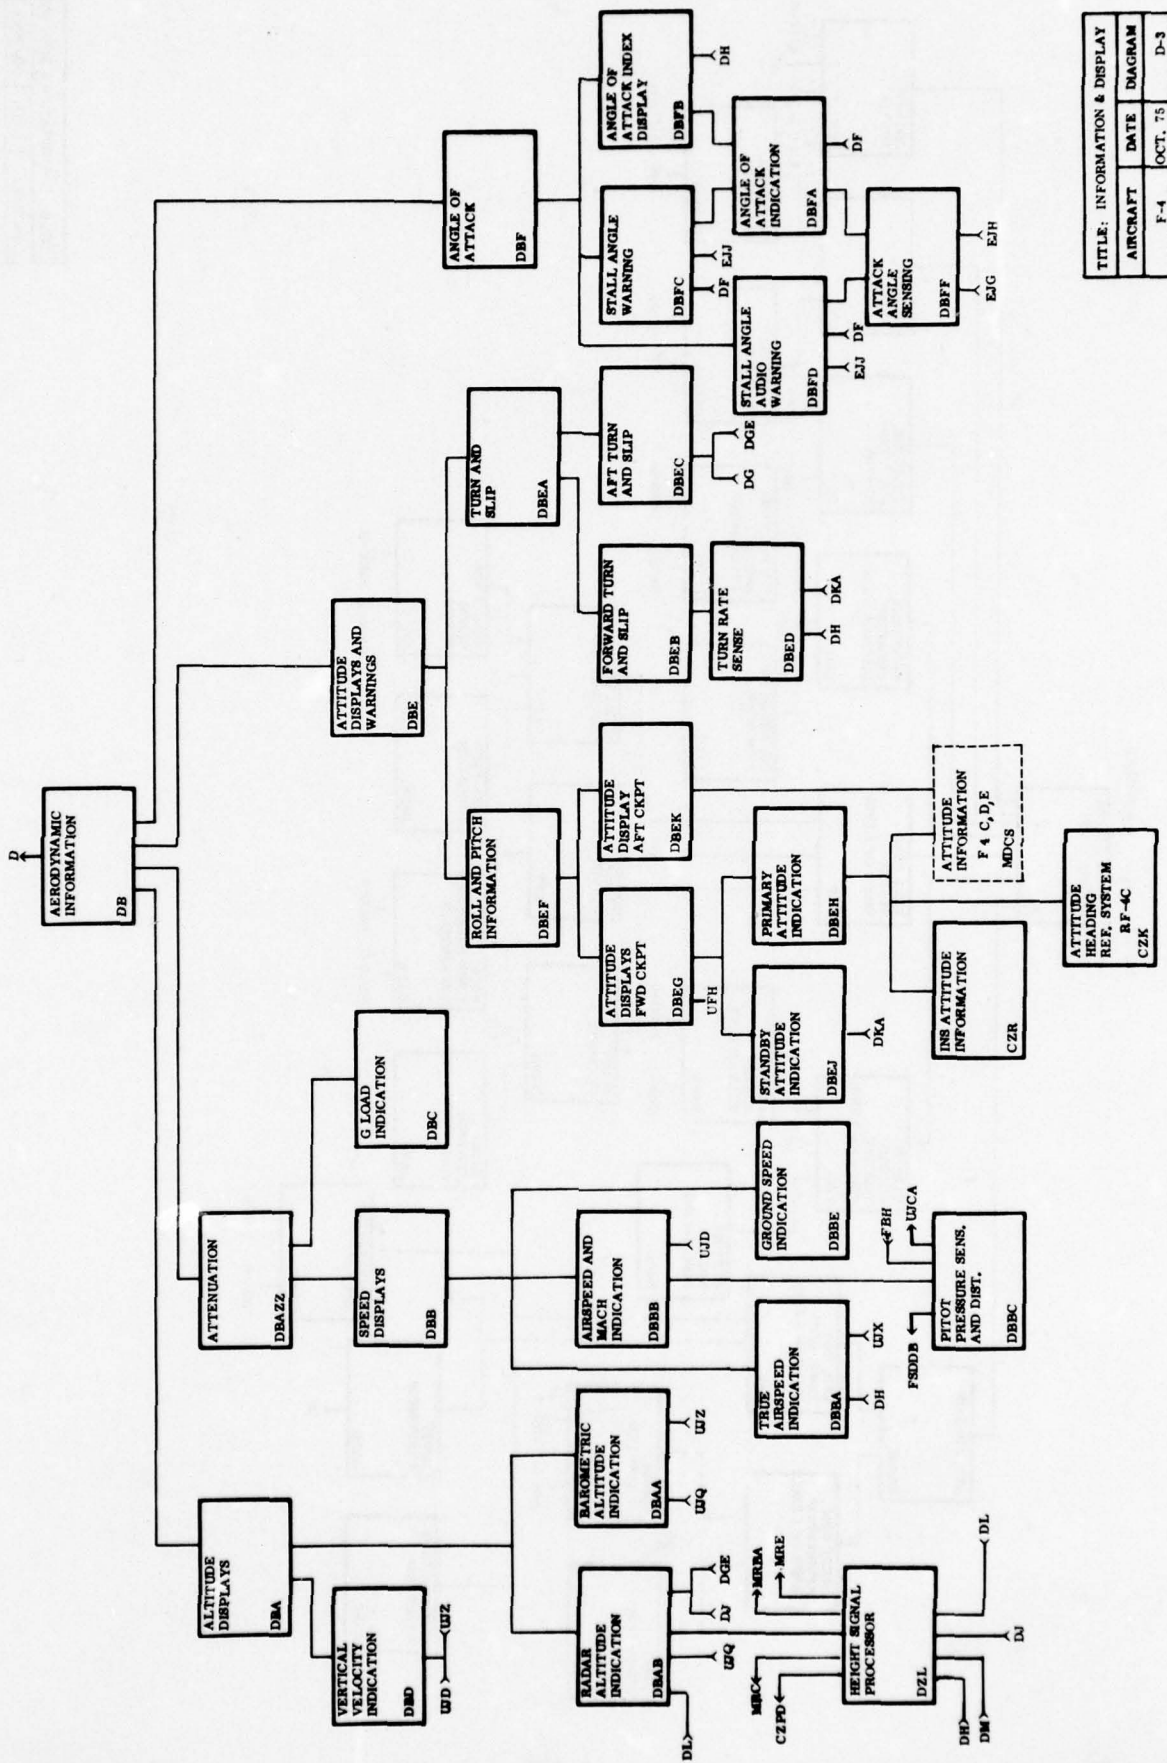 D
AERODYNAMIC
INFORMATION
DB
ALTITUDE
DISPLAYS
DBA
VERTICAL
VELOCITY
INDICATION
DBD
UJD
UJZ
RADAR
ALTITUDE
INDICATION
DBAB
DL
UJQ
DJ
DGE
BAROMETRIC
ALTITUDE
INDICATION
DBAA
UJQ
UJZ
MBC
CZPD
MRBA
MRE
HEIGHT SIGNAL
PROCESSOR
DZL
DH
DM
DJ
DL
ATTENUATION
DBAZZ
SPEED
DISPLAYS
DBB
G LOAD
INDICATION
DBC
AIRSPEED AND
MACH
INDICATION
DBBB
UJD
TRUE
AIRSPEED
INDICATION
DBBA
DH
UJX
GROUND SPEED
INDICATION
DBBE
FSDDB
FBH
UJCA
PITOT
PRESSURE SENS.
AND DIST.
DBBC
ATTITUDE
DISPLAYS AND
WARNINGS
DBE
ROLL AND PITCH
INFORMATION
DBEF
TURN AND
SLIP
DBEA
ATTITUDE
DISPLAYS
FWD CKPT
DBEG
UFH
ATTITUDE
DISPLAY
AFT CKPT
DBEK
FORWARD TURN
AND SLIP
DBEB
AFT TURN
AND SLIP
DBEC
DG
DGE
STANDBY
ATTITUDE
INDICATION
DBEJ
DKA
PRIMARY
ATTITUDE
INDICATION
DBEH
TURN RATE
SENSE
DBED
DH
DKA
INS ATTITUDE
INFORMATION
CZR
ATTITUDE
INFORMATION
F 4 C,D,E
MDCS
ATTITUDE
HEADING
REF. SYSTEM
RF-4C
CZK
ANGLE OF
ATTACK
DBF
STALL ANGLE
WARNING
DBFC
DF
EJJ
ANGLE OF
ATTACK INDEX
DISPLAY
DBFB
DH
STALL ANGLE
AUDIO
WARNING
DBFD
EJJ
DF
ANGLE OF
ATTACK
INDICATION
DBFA
DF
ATTACK
ANGLE
SENSING
DBFF
EJG
EJH
TITLE: INFORMATION & DISPLAY
AIRCRAFT DATE DIAGRAM
F-4 OCT. 75 D-3